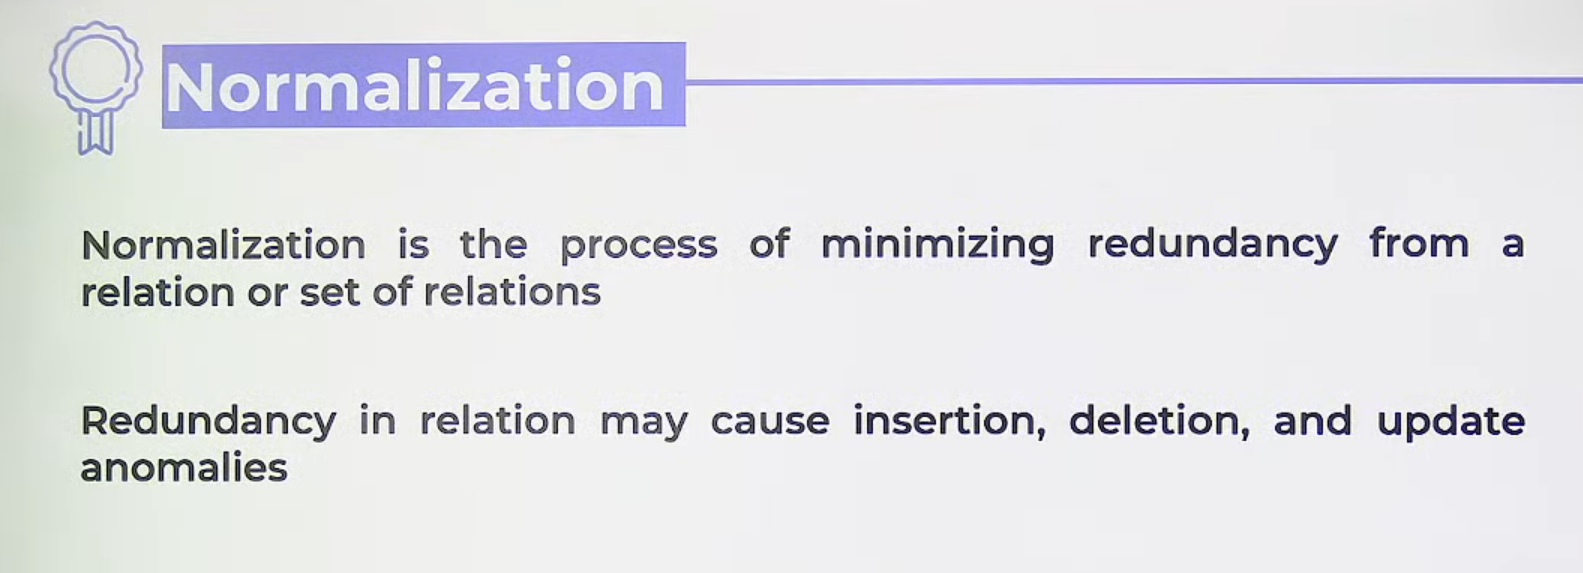 Normalization
Normalization is the process of minimizing redundancy from a
relation or set of relations
Redundancy in relation may cause insertion, deletion, and update
anomalies